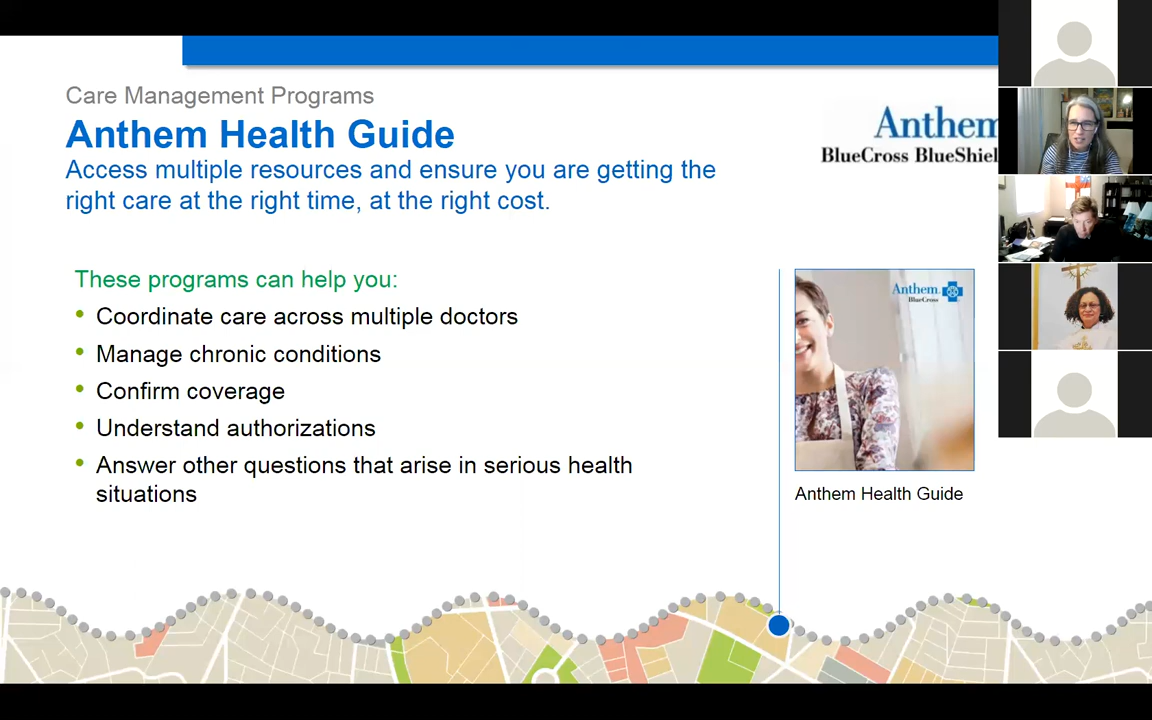 Care Management Programs
Anthem Health Guide
Access multiple resources and ensure you are getting the
right care at the right time, at the right cost.
Anthem
BlueCross BlueShiel
These programs can help you:
• Coordinate care across multiple doctors
• Manage chronic conditions
• Confirm coverage
• Understand authorizations
• Answer other questions that arise in serious health
situations
Anthem
BlueCross
Anthem Health Guide